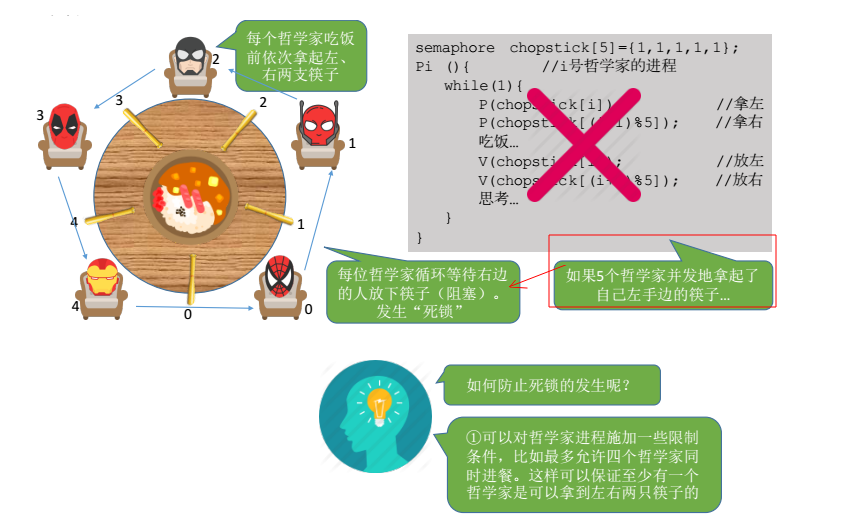 每个哲学家吃饭
前依次拿起左、
右两支筷子
2
3
3
2
1
4
1
4
0
0
semaphore chopstick[5]={1,1,1,1,1};
Pi (){ //i号哲学家的进程
while(1){
P(chop [i]) //拿左
P(chopst [( 1)%5]); //拿右
吃饭…
V(chopsti ); //放左
V(chop k[(i )%5]); //放右
思考…
}
}
每位哲学家循环等待右边
的人放下筷子（阻塞）。
发生“死锁”
如果5个哲学家并发地拿起了
自己左手边的筷子…
如何防止死锁的发生呢？
①可以对哲学家进程施加一些限制
条件，比如最多允许四个哲学家同
时进餐。这样可以保证至少有一个
哲学家是可以拿到左右两只筷子的